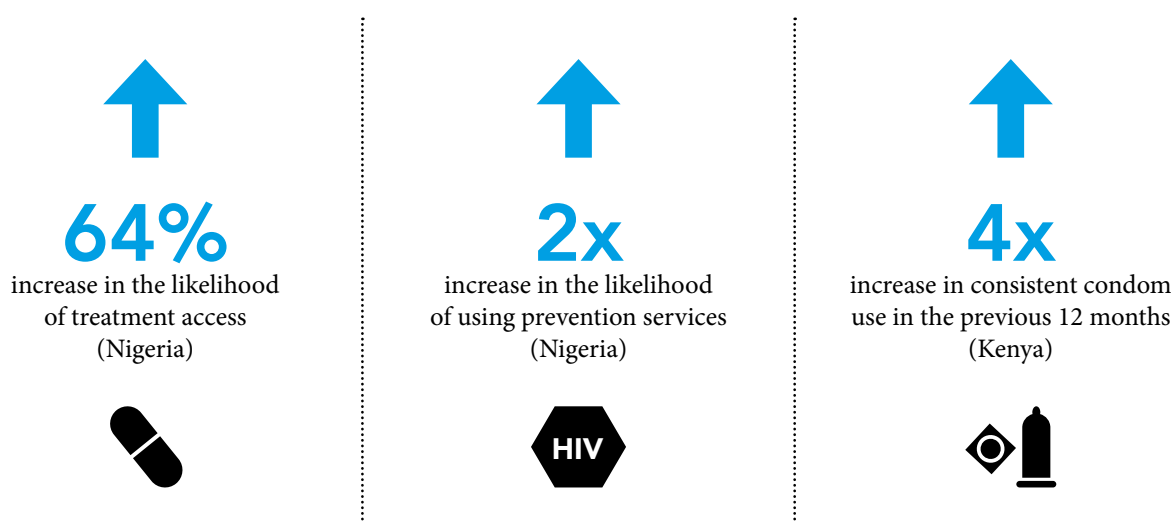 64%
increase in the likelihood
of treatment access
(Nigeria)
2x
increase in the likelihood
of using prevention services
(Nigeria)
HIV
4x
increase in consistent condom
use in the previous 12 months
(Kenya)